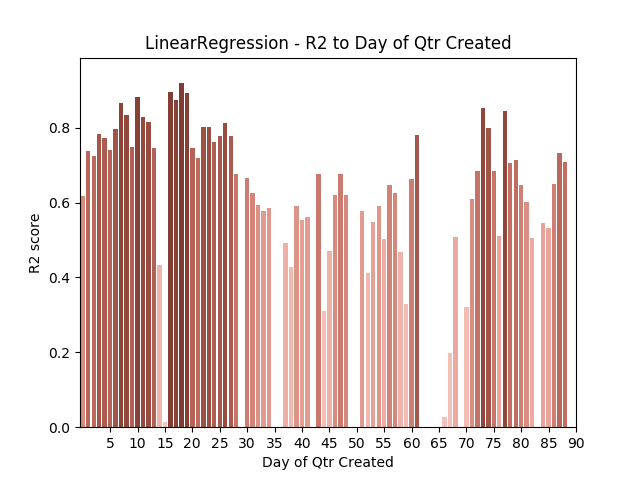 LinearRegression - R2 to Day of Qtr Created
R2 score
0.8
0.6
0.4
0.2
0.0
5 10 15 20 25 30 35 40 45 50 55 60 65 70 75 80 85 90
Day of Qtr Created